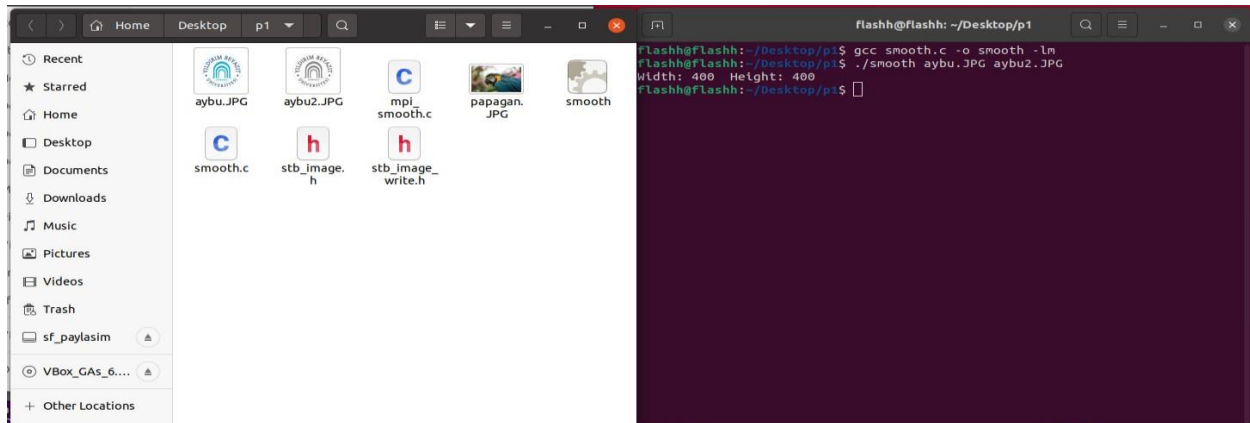 Home Desktop p1
Recent
Starred
Home
Desktop
Documents
Downloads
Music
Pictures
Videos
Trash
sf_paylasim
VBox_GAs_6....
+ Other Locations
aybu.JPG
aybu2.JPG
mpi_
smooth.c
papagan.
JPG
smooth
smooth.c
stb_image.
h
stb_image_
write.h
flashh@flashh: ~/Desktop/p1
flashh@flashh:~/Desktop/p1$ gcc smooth.c -o smooth -lm
flashh@flashh:~/Desktop/p1$ ./smooth aybu.JPG aybu2.JPG
Width: 400 Height: 400
flashh@flashh:~/Desktop/p1$